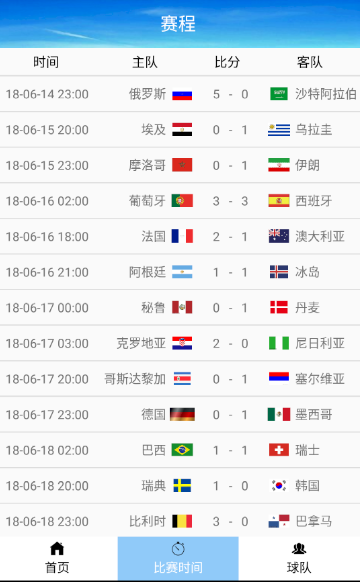 赛程
时间 主队 比分 客队
18-06-14 23:00 俄罗斯 5 - 0 沙特阿拉伯
18-06-15 20:00 埃及 0 - 1 乌拉圭
18-06-15 23:00 摩洛哥 0 - 1 伊朗
18-06-16 02:00 葡萄牙 3 - 3 西班牙
18-06-16 18:00 法国 2 - 1 澳大利亚
18-06-16 21:00 阿根廷 1 - 1 冰岛
18-06-17 00:00 秘鲁 0 - 1 丹麦
18-06-17 03:00 克罗地亚 2 - 0 尼日利亚
18-06-17 20:00 哥斯达黎加 0 - 1 塞尔维亚
18-06-17 23:00 德国 0 - 1 墨西哥
18-06-18 02:00 巴西 1 - 1 瑞士
18-06-18 20:00 瑞典 1 - 0 韩国
18-06-18 23:00 比利时 3 - 0 巴拿马
首页 比赛时间 球队